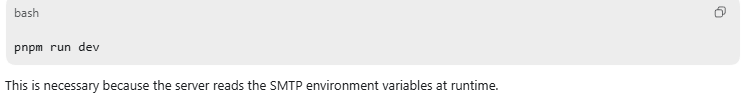 bash
pnpm run dev
This is necessary because the server reads the SMTP environment variables at runtime.